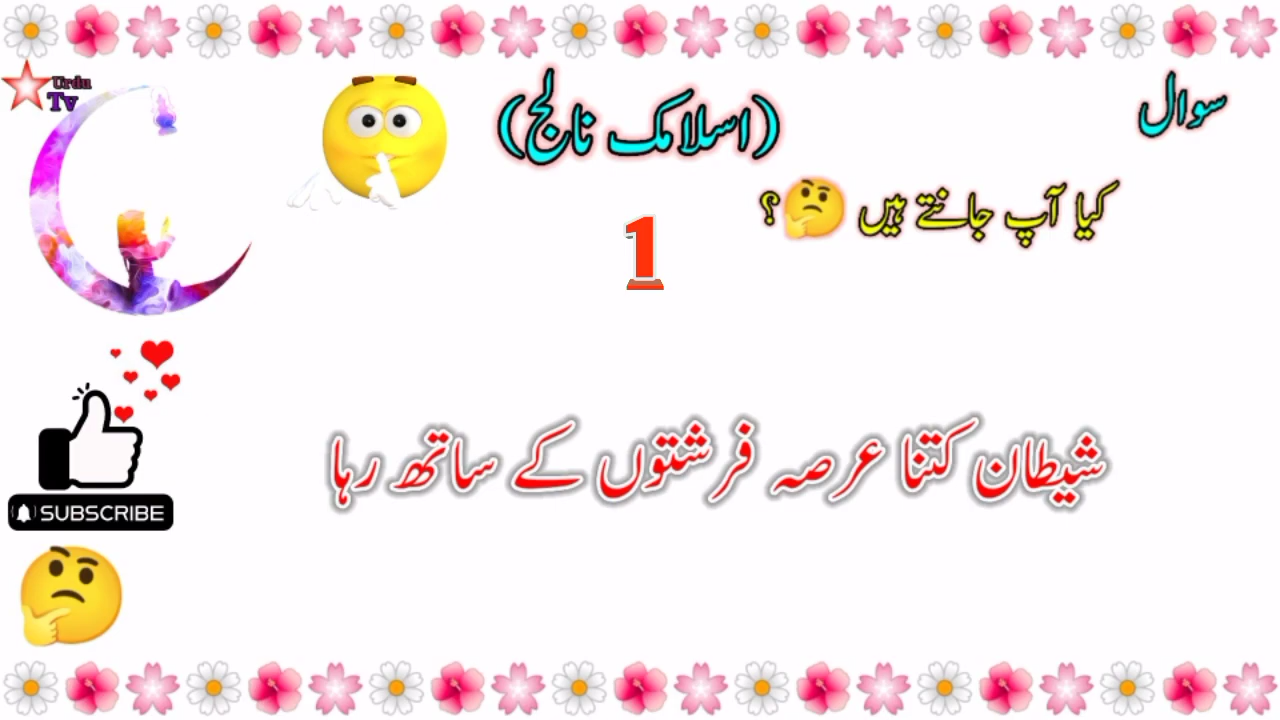 Urdu
Tv
سوال
(اسلامک نالج)
کیا آپ جانتے ہیں 🤔؟
1
شیطان کتنا عرصہ فرشتوں کے ساتھ رہا
SUBSCRIBE